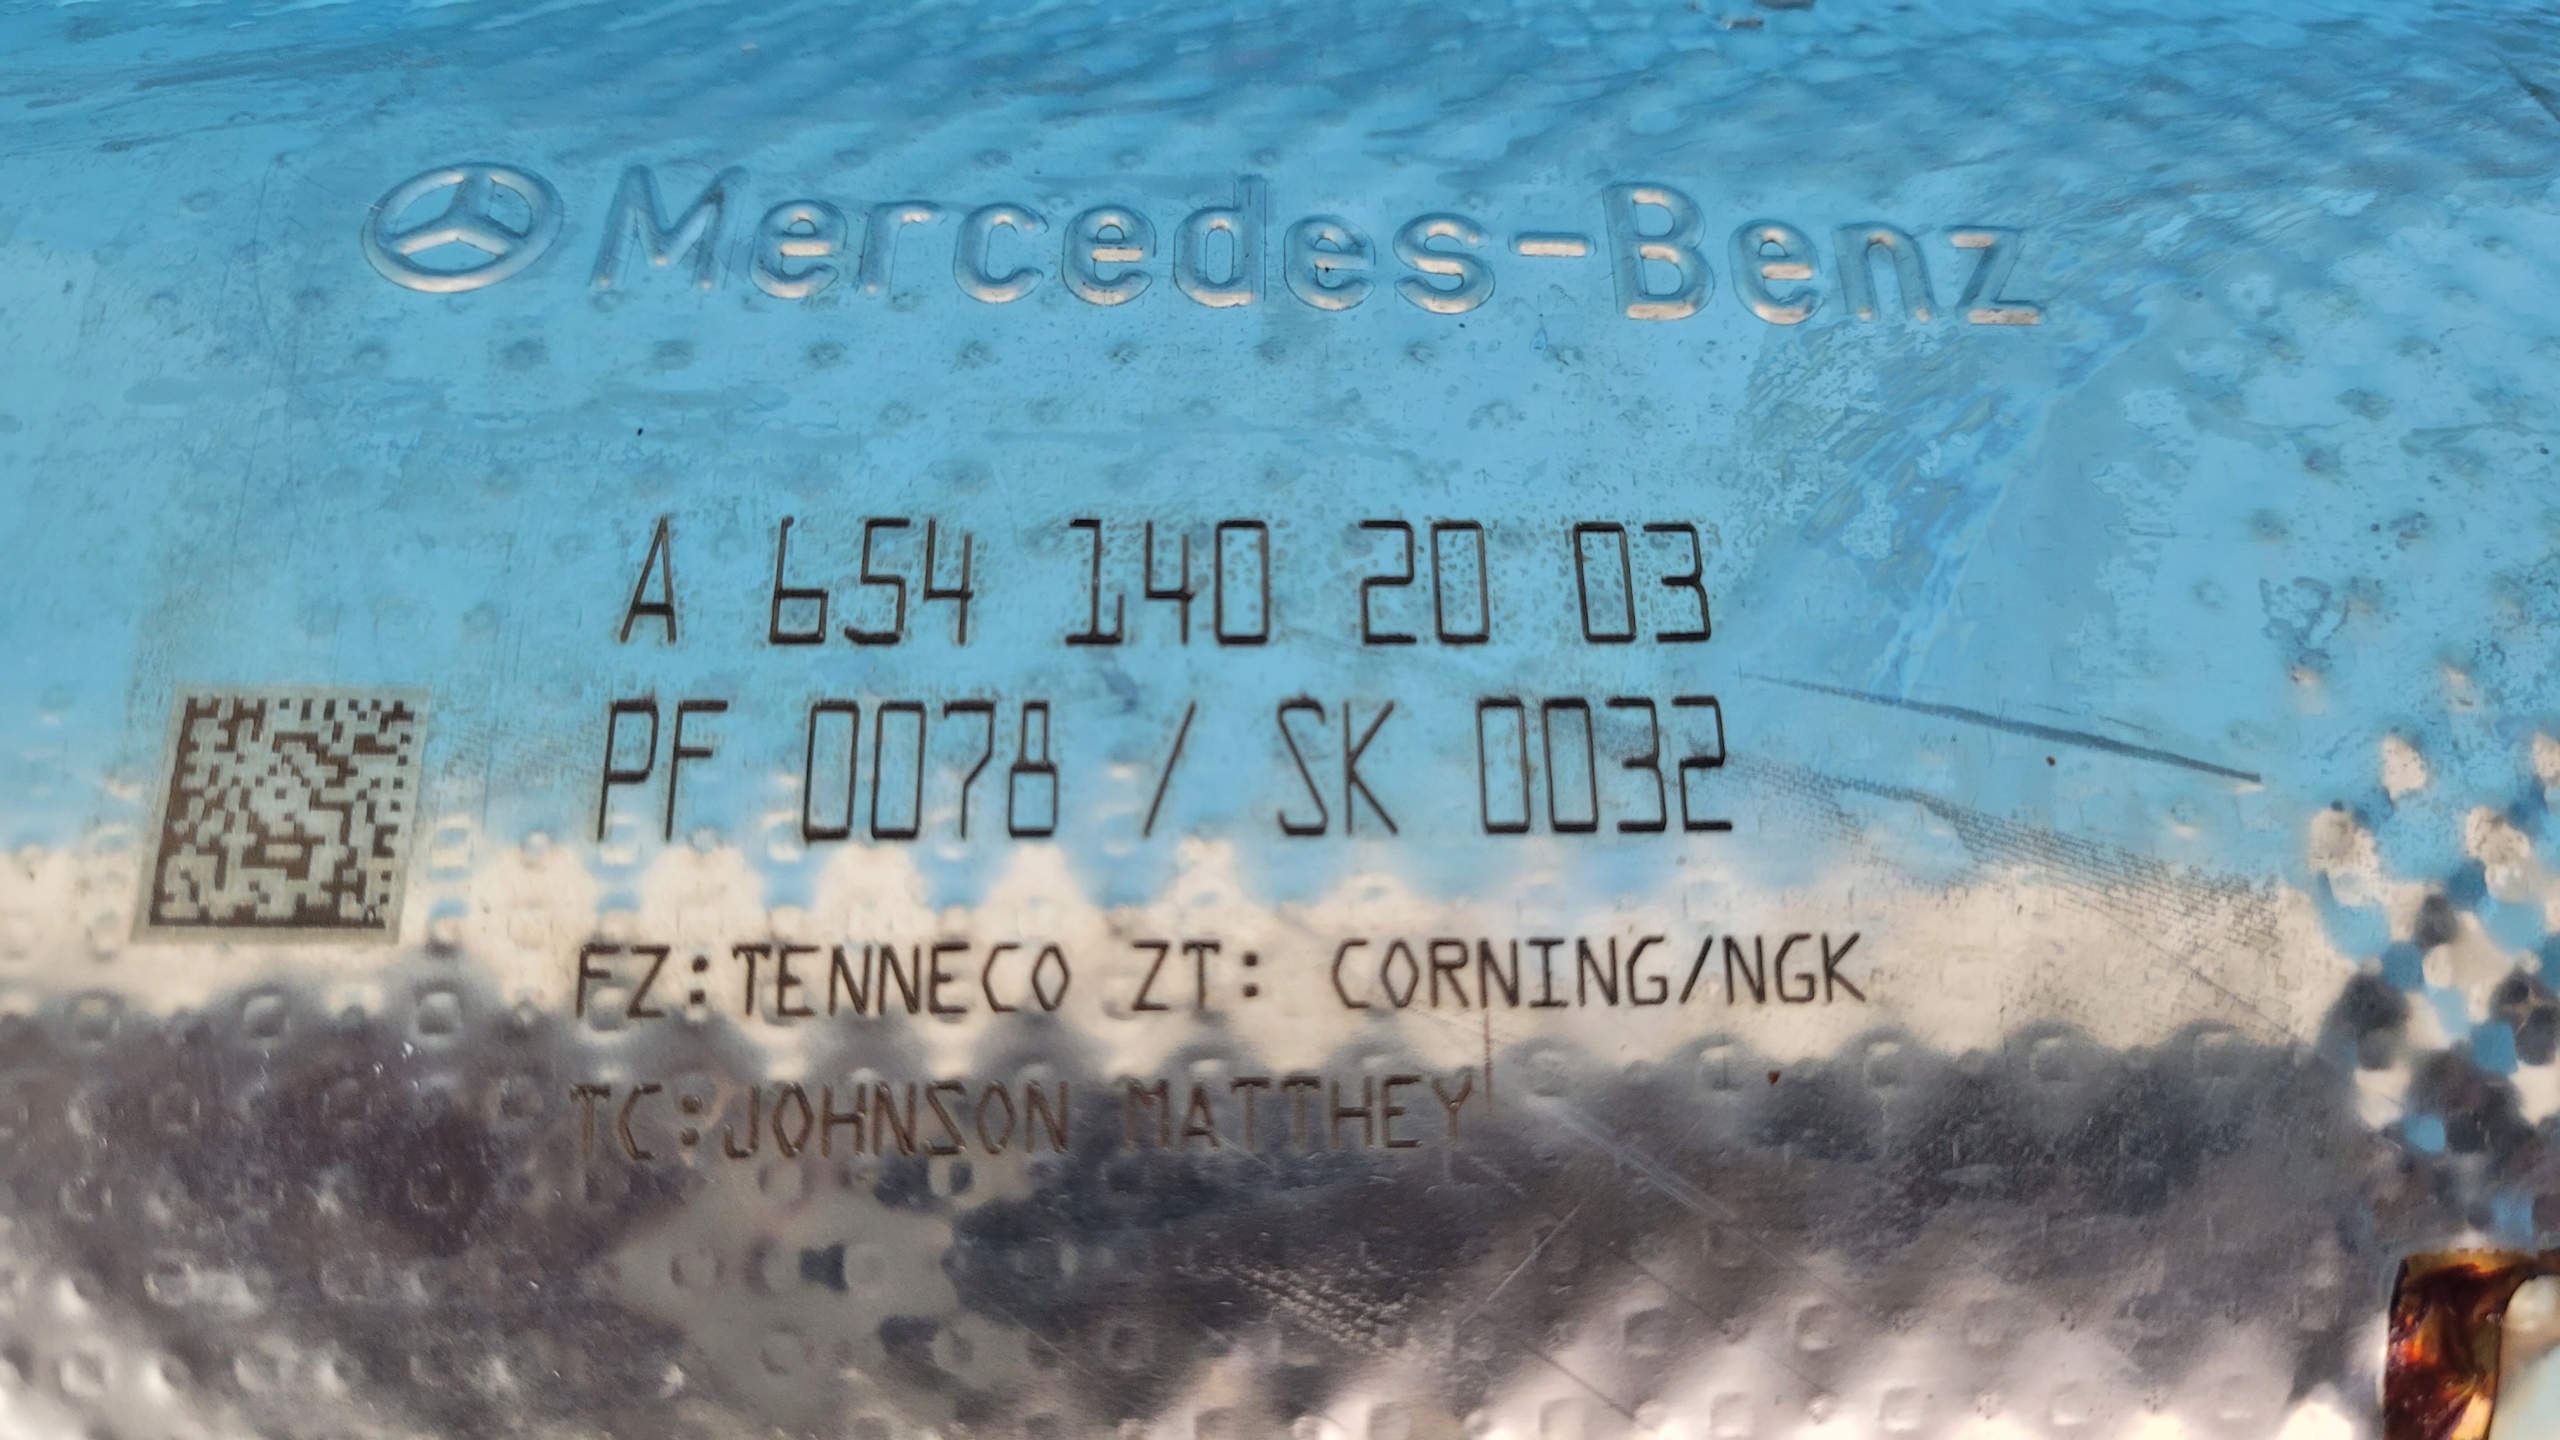 Mercedes-Benz
A 654 140 20 03
PF 0078 / SK 0032
FZ:TENNECO ZT: CORNING/NGK
TC:JOHNSON MATTHEY